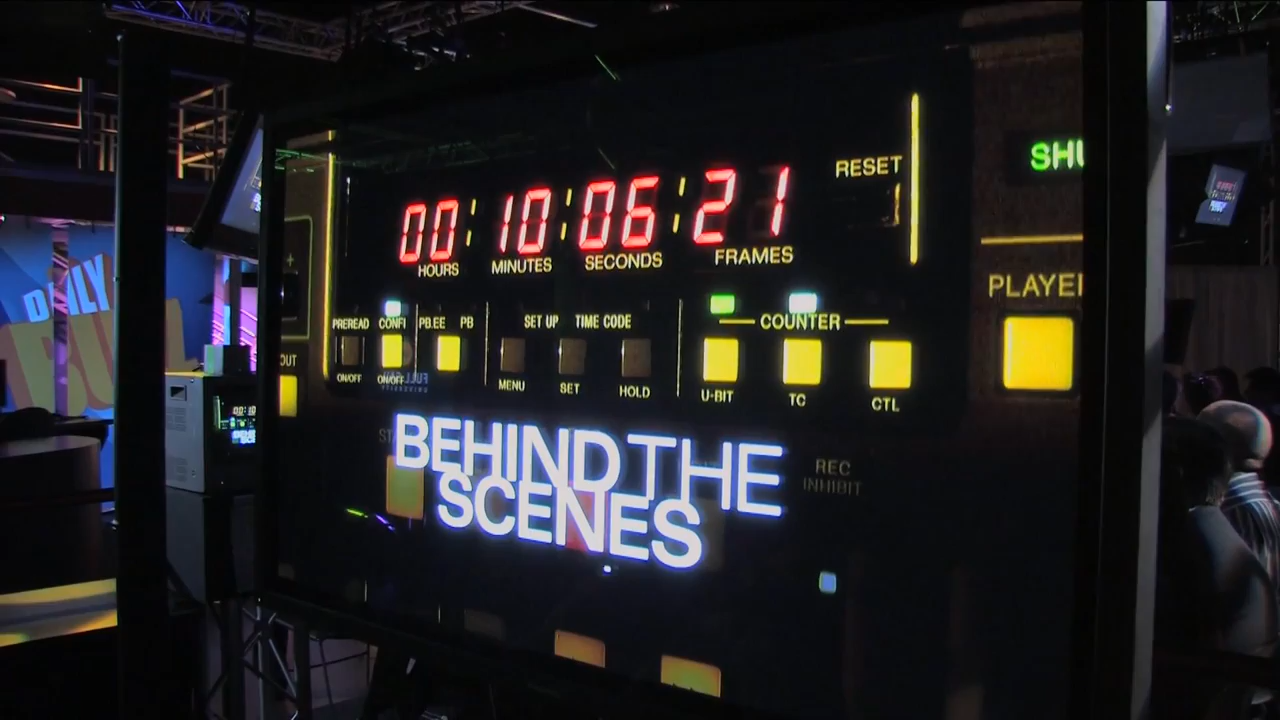 RESET
SHU
00:10:06:21
HOURS MINUTES SECONDS FRAMES
PLAYER
PREREAD CONFI PB.EE PB SET UP TIME CODE COUNTER
OUT
ON/OFF ON/OFF MENU SET HOLD U-BIT TC CTL
DAILY
BEHIND THE
SCENES
REC
INHIBIT